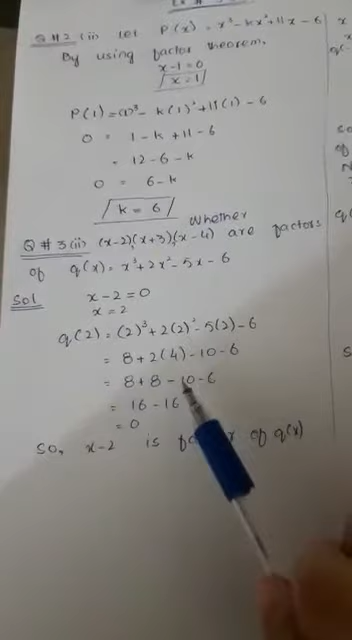 Q#2 (ii) let P(x) = x³-kx²+11x-6
By using factor theorem.
x-1=0
x=1
P(1)=(1)³-k(1)²+11(1)-6
0 = 1-k+11-6
= 12-6-k
0 = 6-k
k=6
Whether
Q#3(ii) (x-2),(x+3),(x-4) are factors
of q(x)= x³+2x²-5x-6
Sol
x-2=0
x=2
q(2)=(2)³+2(2)²-5(2)-6
= 8+2(4)-10-6
= 8+8-10-6
= 16-16
= 0
So, x-2 is of q(x)